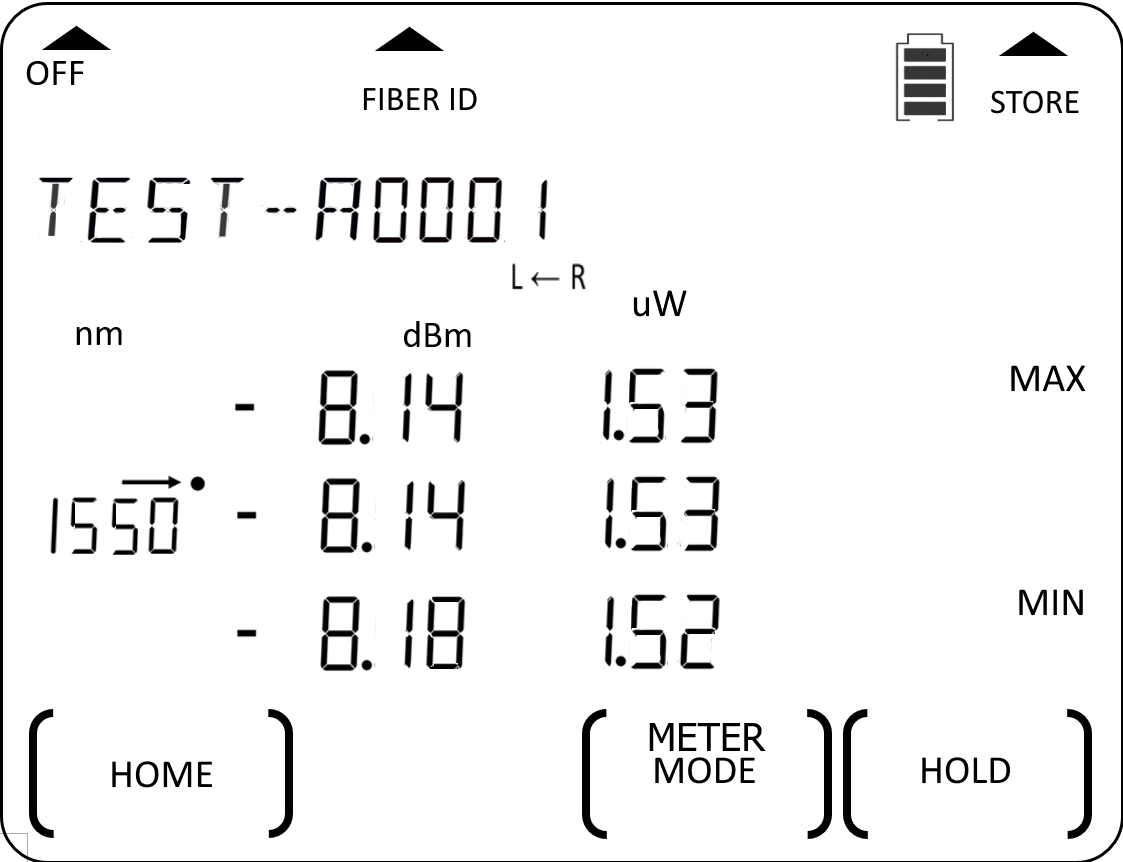 OFF
FIBER ID
STORE
TEST-A0001
L ← R
nm dBm uW
- 8.14 1.53 MAX
1550 - 8.14 1.53
- 8.18 1.52 MIN
HOME
METER
MODE
HOLD